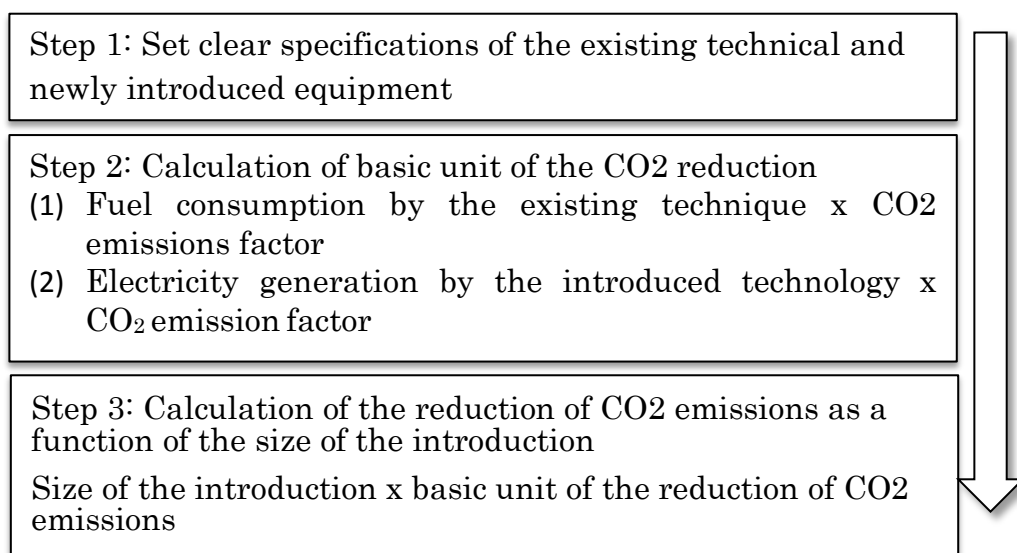 Step 1: Set clear specifications of the existing technical and
newly introduced equipment
Step 2: Calculation of basic unit of the CO2 reduction
(1) Fuel consumption by the existing technique x CO2
emissions factor
(2) Electricity generation by the introduced technology x
CO₂ emission factor
Step 3: Calculation of the reduction of CO2 emissions as a
function of the size of the introduction
Size of the introduction x basic unit of the reduction of CO2
emissions